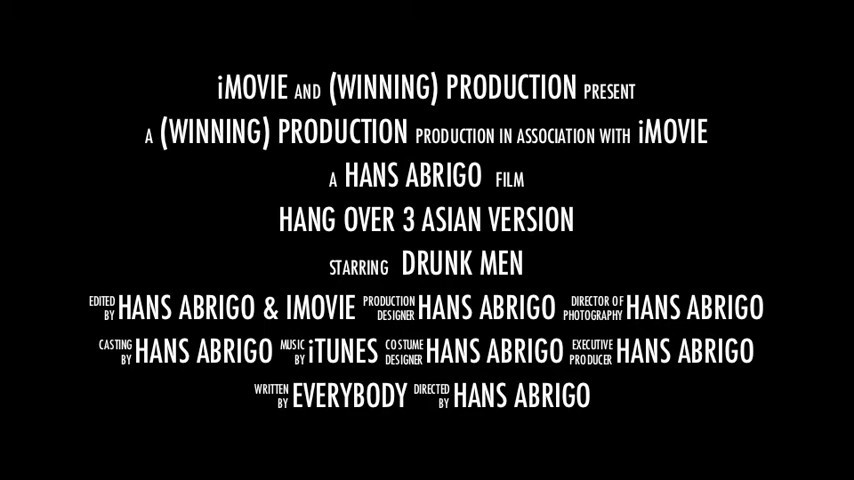 iMOVIE AND (WINNING) PRODUCTION PRESENT
A (WINNING) PRODUCTION PRODUCTION IN ASSOCIATION WITH iMOVIE
A HANS ABRIGO FILM
HANG OVER 3 ASIAN VERSION
STARRING DRUNK MEN
EDITED BY HANS ABRIGO & IMOVIE PRODUCTION DESIGNER HANS ABRIGO DIRECTOR OF PHOTOGRAPHY HANS ABRIGO
CASTING BY HANS ABRIGO MUSIC BY iTUNES COSTUME DESIGNER HANS ABRIGO EXECUTIVE PRODUCER HANS ABRIGO
WRITTEN BY EVERYBODY DIRECTED BY HANS ABRIGO